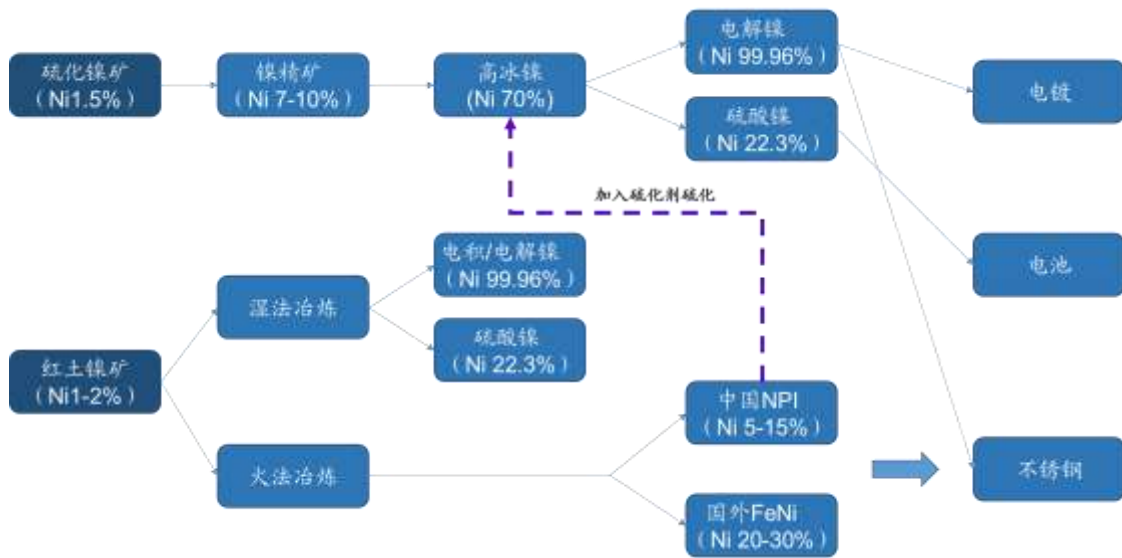 硫化镍矿
（Ni1.5%）
镍精矿
（Ni 7-10%）
高冰镍
(Ni 70%)
电解镍
（Ni 99.96%）
硫酸镍
（Ni 22.3%）
电镀
加入硫化剂硫化
电积/电解镍
（Ni 99.96%）
电池
湿法冶炼
硫酸镍
（Ni 22.3%）
红土镍矿
（Ni1-2%）
中国NPI
（Ni 5-15%）
火法冶炼
不锈钢
国外FeNi
（Ni 20-30%）